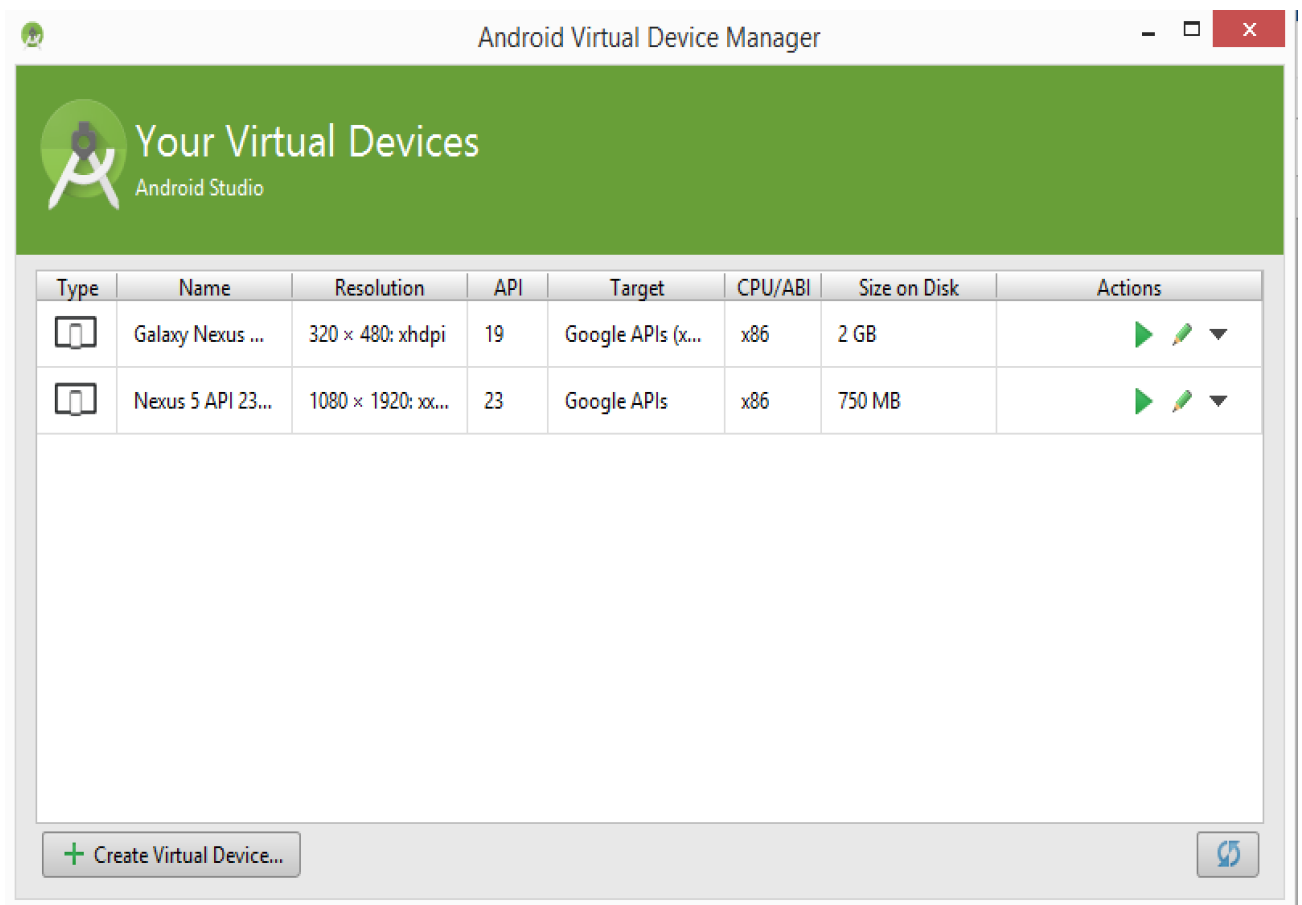 Android Virtual Device Manager
Your Virtual Devices
Android Studio
Type Name Resolution API Target CPU/ABI Size on Disk Actions
Galaxy Nexus ... 320 × 480: xhdpi 19 Google APIs (x... x86 2 GB
Nexus 5 API 23... 1080 × 1920: xx... 23 Google APIs x86 750 MB
Create Virtual Device...